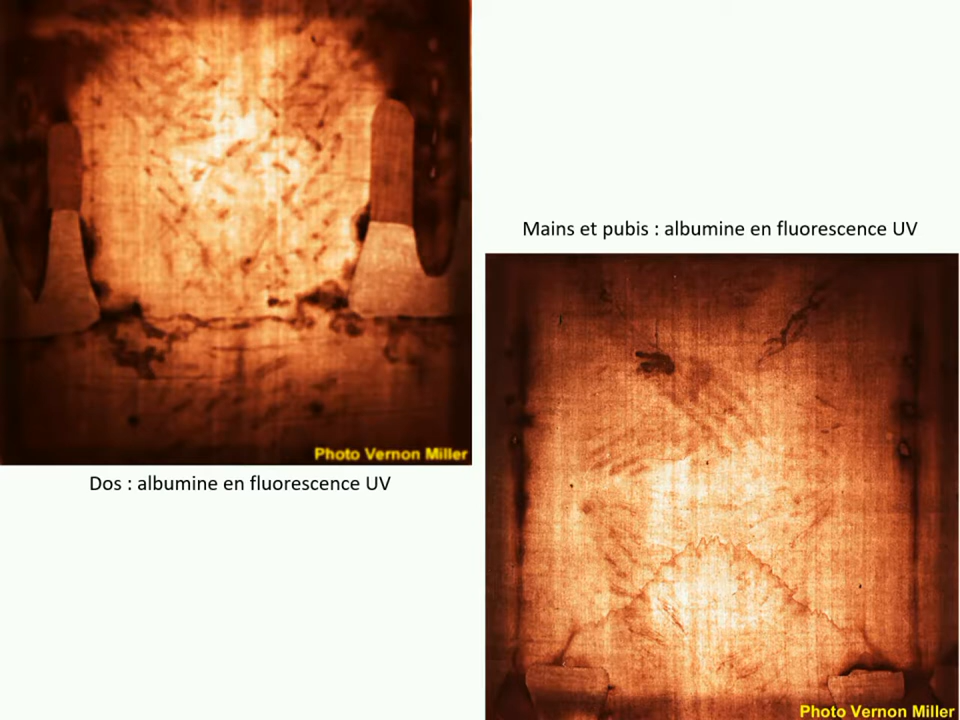 Mains et pubis : albumine en fluorescence UV
Photo Vernon Miller
Dos : albumine en fluorescence UV
Photo Vernon Miller